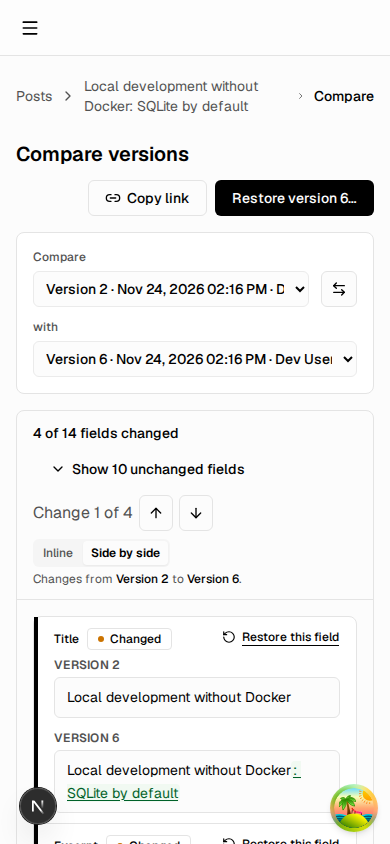 Posts
Local development without
Docker: SQLite by default
Compare
Compare versions
Copy link
Restore version 6…
Compare
Version 2 · Nov 24, 2026 02:16 PM · D
with
Version 6 · Nov 24, 2026 02:16 PM · Dev User
4 of 14 fields changed
Show 10 unchanged fields
Change 1 of 4
Inline
Side by side
Changes from Version 2 to Version 6.
Title
Changed
Restore this field
VERSION 2
Local development without Docker
VERSION 6
Local development without Docker:
SQLite by default
N
Excerpt
Changed
Restore this field